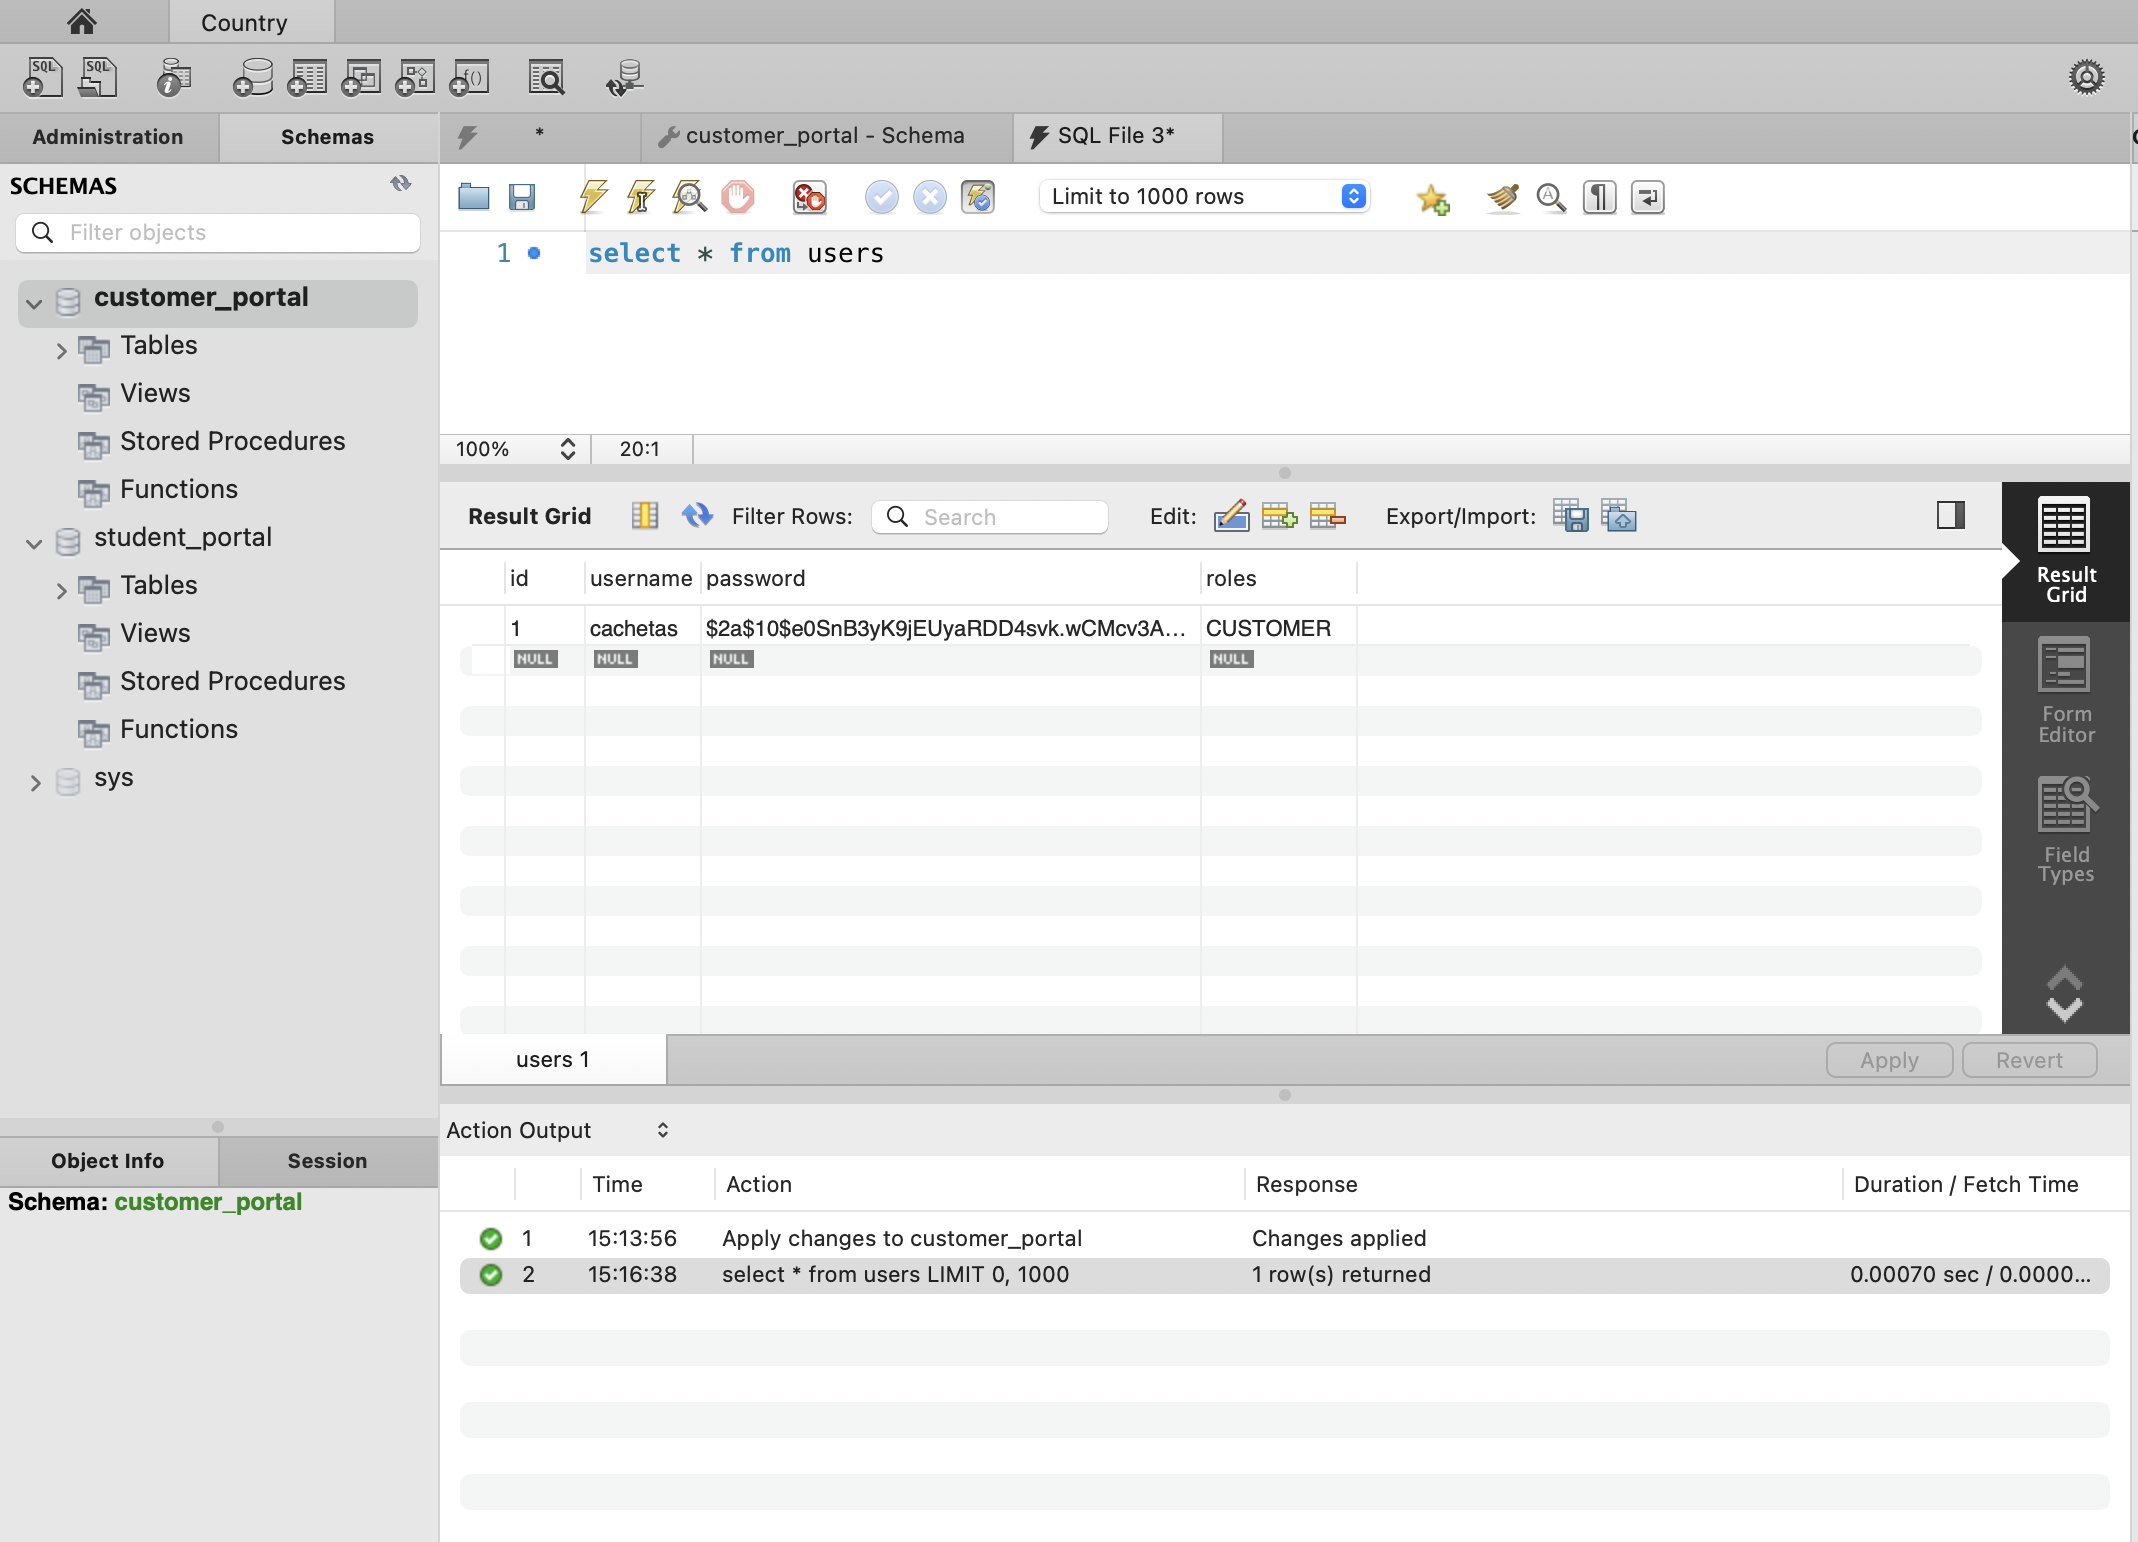 Country
SQL SQL
Administration Schemas
* customer_portal - Schema SQL File 3*
SCHEMAS
Filter objects
Limit to 1000 rows
1 select * from users
customer_portal
Tables
Views
Stored Procedures
Functions
student_portal
Tables
Views
Stored Procedures
Functions
sys
100% 20:1
Result Grid Filter Rows: Search Edit: Export/Import:
id username password roles
1 cachetas $2a$10$e0SnB3yK9jEUyaRDD4svk.wCMcv3A... CUSTOMER
NULL NULL NULL NULL
Result
Grid
Form
Editor
Field
Types
users 1
Apply Revert
Action Output
Time Action Response Duration / Fetch Time
1 15:13:56 Apply changes to customer_portal Changes applied
2 15:16:38 select * from users LIMIT 0, 1000 1 row(s) returned 0.00070 sec / 0.0000...
Object Info Session
Schema: customer_portal